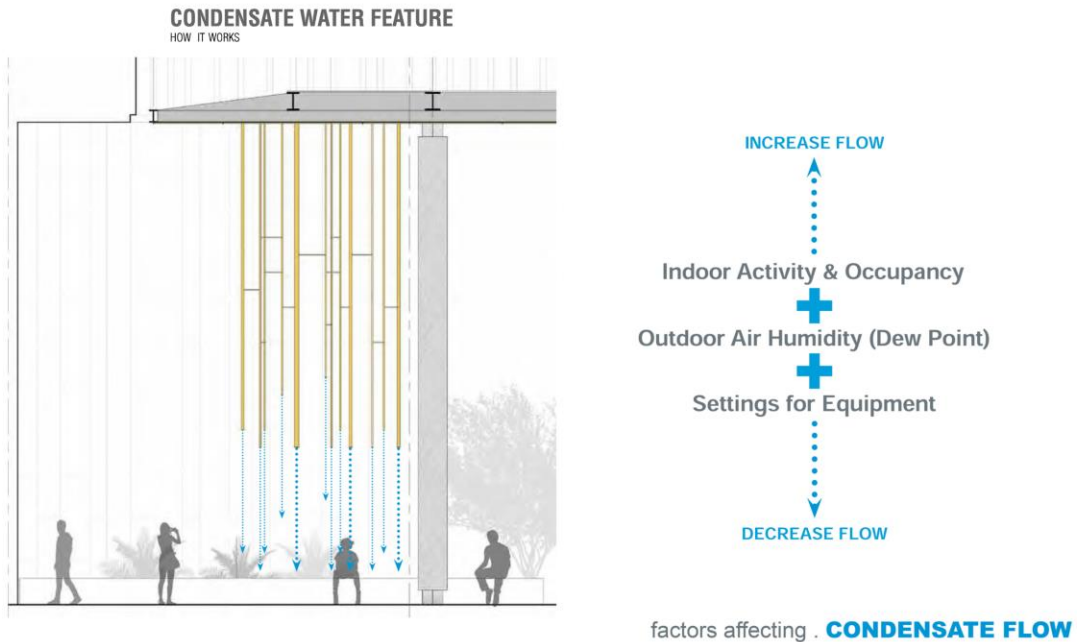 CONDENSATE WATER FEATURE
HOW IT WORKS
INCREASE FLOW
Indoor Activity & Occupancy
Outdoor Air Humidity (Dew Point)
Settings for Equipment
DECREASE FLOW
factors affecting . CONDENSATE FLOW